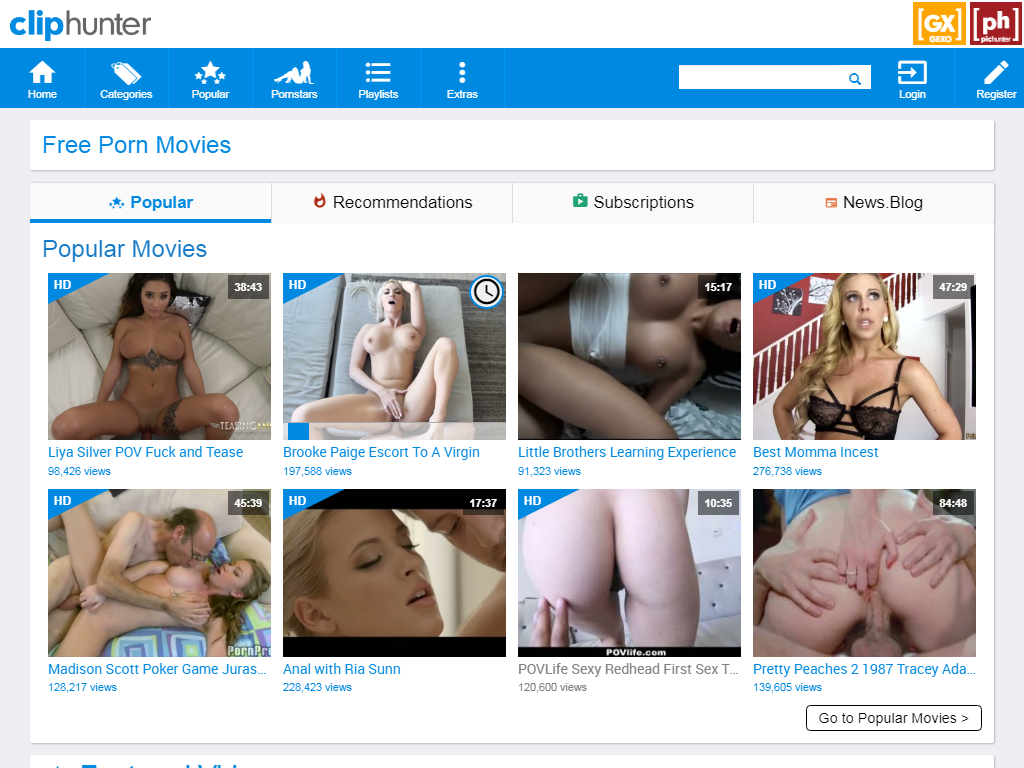 cliphunter
[GX]
GEXO
[ph]
pichunter
Home
Categories
Popular
Pornstars
Playlists
Extras
Login
Register
Free Porn Movies
Popular
Recommendations
Subscriptions
News.Blog
Popular Movies
HD 38:43
HD
15:17
HD 47:29
Liya Silver POV Fuck and Tease
Brooke Paige Escort To A Virgin
Little Brothers Learning Experience
Best Momma Incest
98,426 views
197,588 views
91,323 views
276,738 views
HD 45:39
HD 17:37
HD 10:35
84:48
POVLife.com
Madison Scott Poker Game Juras...
Anal with Ria Sunn
POVLife Sexy Redhead First Sex T...
Pretty Peaches 2 1987 Tracey Ada...
128,217 views
228,423 views
120,600 views
139,605 views
Go to Popular Movies >